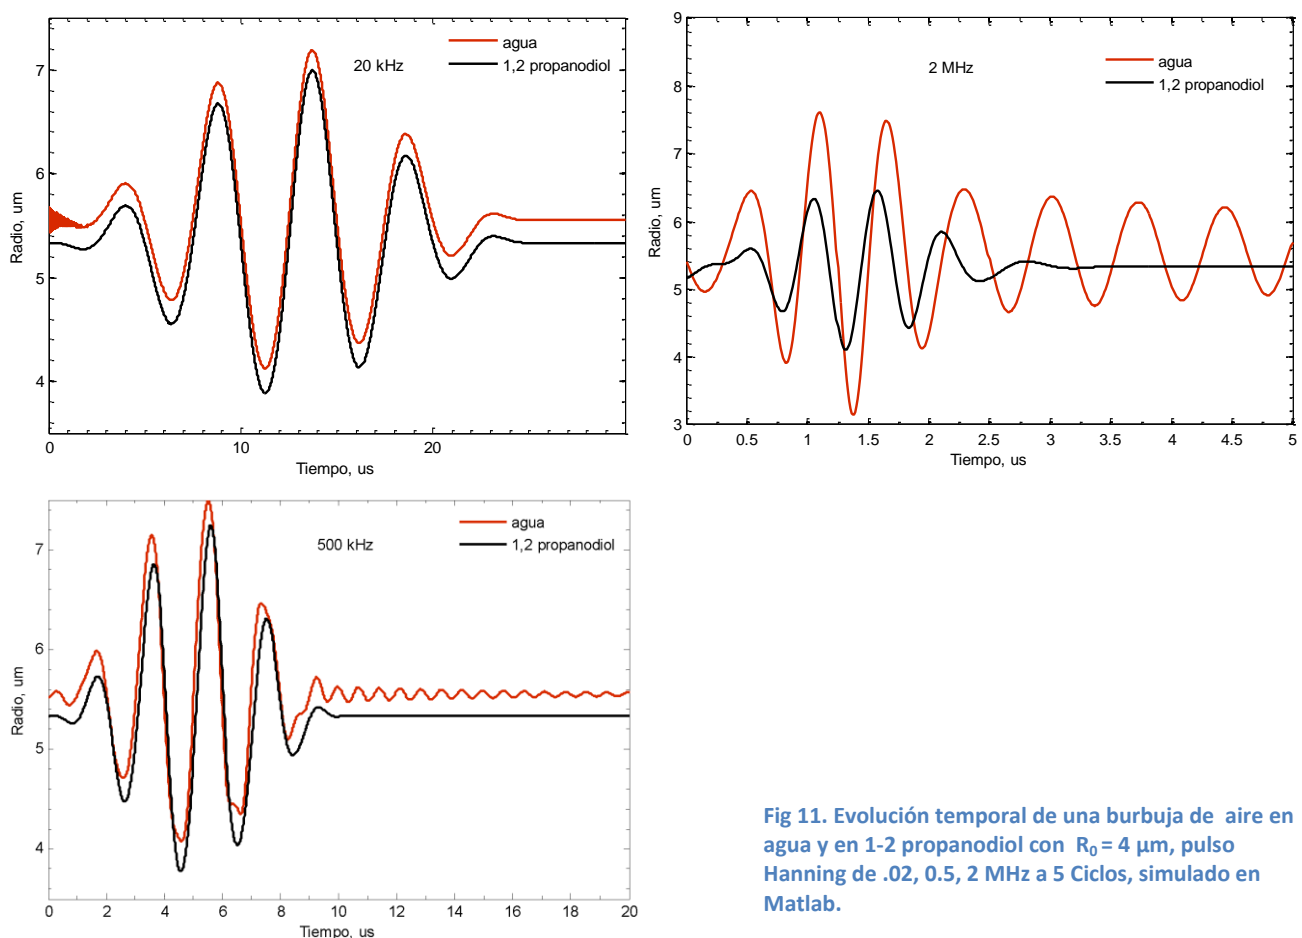 agua
20 kHz
1,2 propanodiol
7
6
5
4
Radio, um
0
10
20
Tiempo, us
agua
2 MHz
1,2 propanodiol
9
8
7
6
5
4
3
Radio, um
0
0.5
1
1.5
2
2.5
3
3.5
4
4.5
5
Tiempo, us
agua
500 kHz
1,2 propanodiol
7
6
5
4
Radio, um
0
2
4
6
8
10
12
14
16
18
20
Tiempo, us
Fig 11. Evolución temporal de una burbuja de aire en
agua y en 1-2 propanodiol con R₀ = 4 μm, pulso
Hanning de .02, 0.5, 2 MHz a 5 Ciclos, simulado en
Matlab.